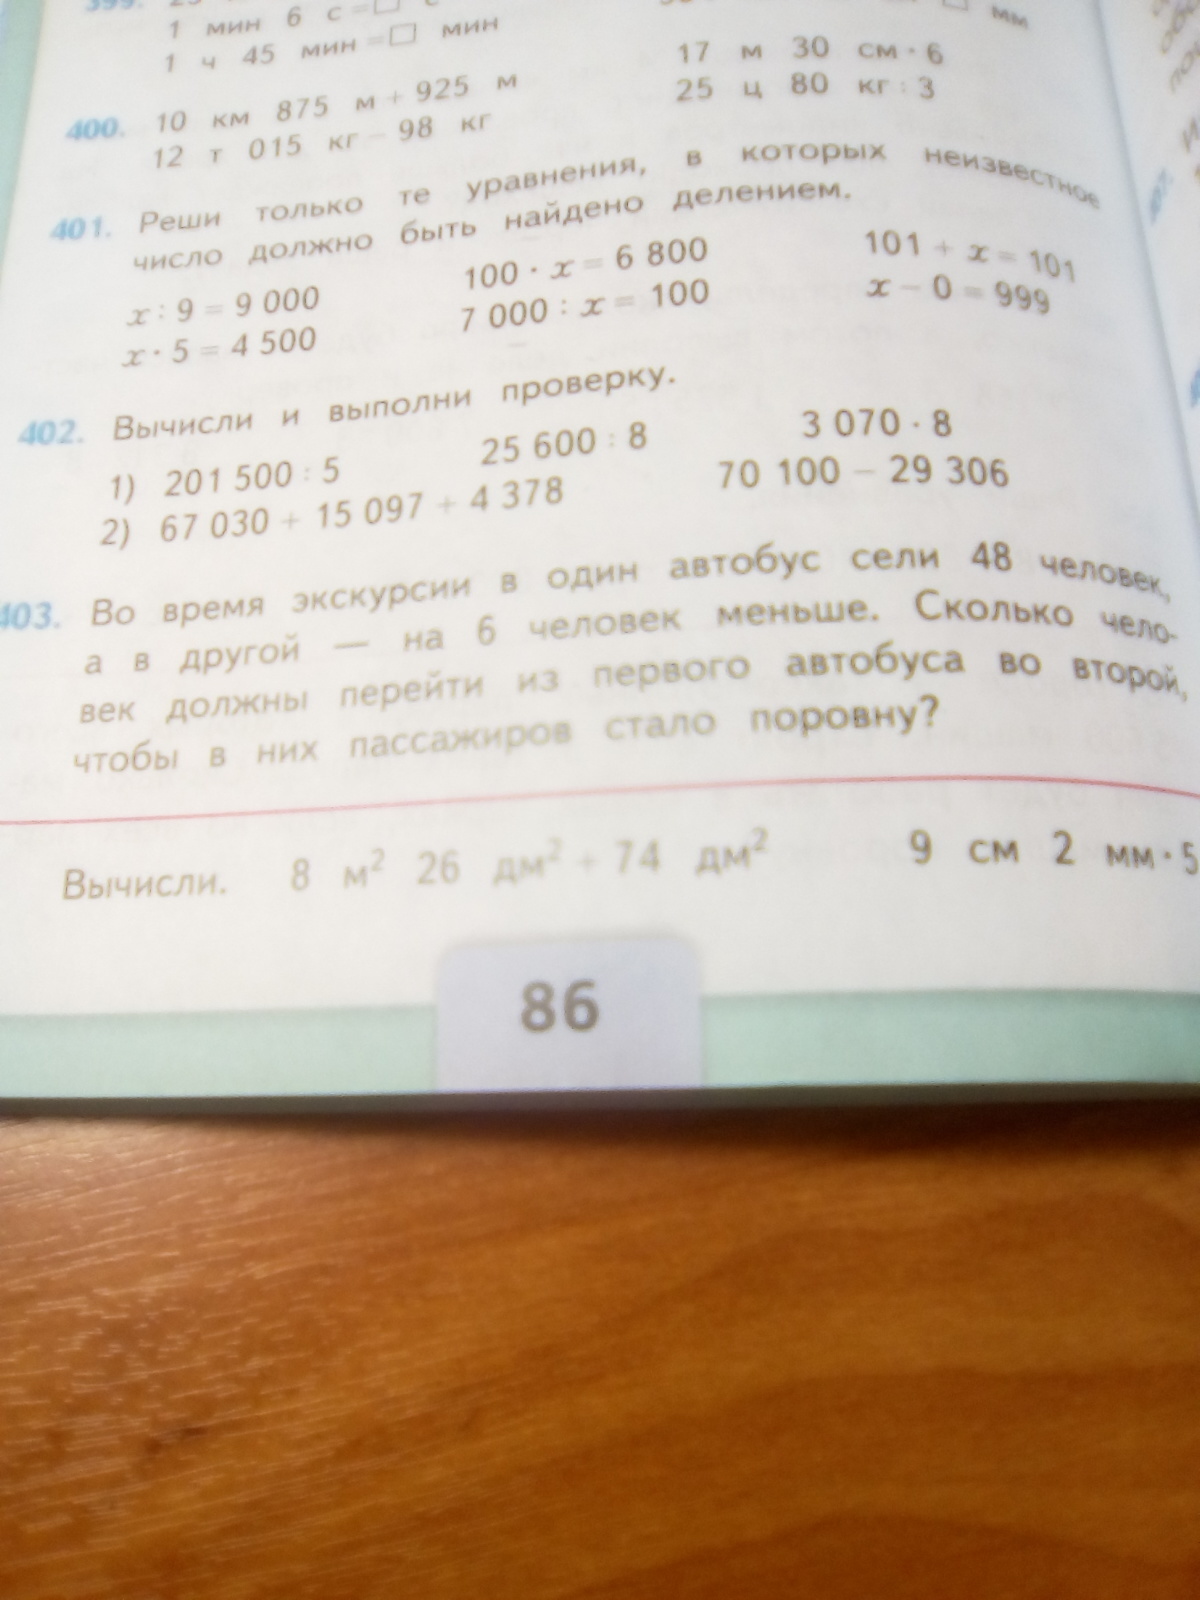 399.
1 мин 6 с =□ с
1 ч 45 мин =□ мин
□ мм
400. 10 км 875 м + 925 м
17 м 30 см · 6
12 т 015 кг − 98 кг
25 ц 80 кг : 3
401. Реши только те уравнения, в которых неизвестное
число должно быть найдено делением.
x : 9 = 9 000 100 · x = 6 800 101 + x = 101
x · 5 = 4 500 7 000 : x = 100 x − 0 = 999
402. Вычисли и выполни проверку.
1) 201 500 : 5 25 600 : 8 3 070 · 8
2) 67 030 + 15 097 + 4 378 70 100 − 29 306
403. Во время экскурсии в один автобус сели 48 человек,
а в другой — на 6 человек меньше. Сколько чело-
век должны перейти из первого автобуса во второй,
чтобы в них пассажиров стало поровну?
Вычисли. 8 м² 26 дм² + 74 дм² 9 см 2 мм · 5
86